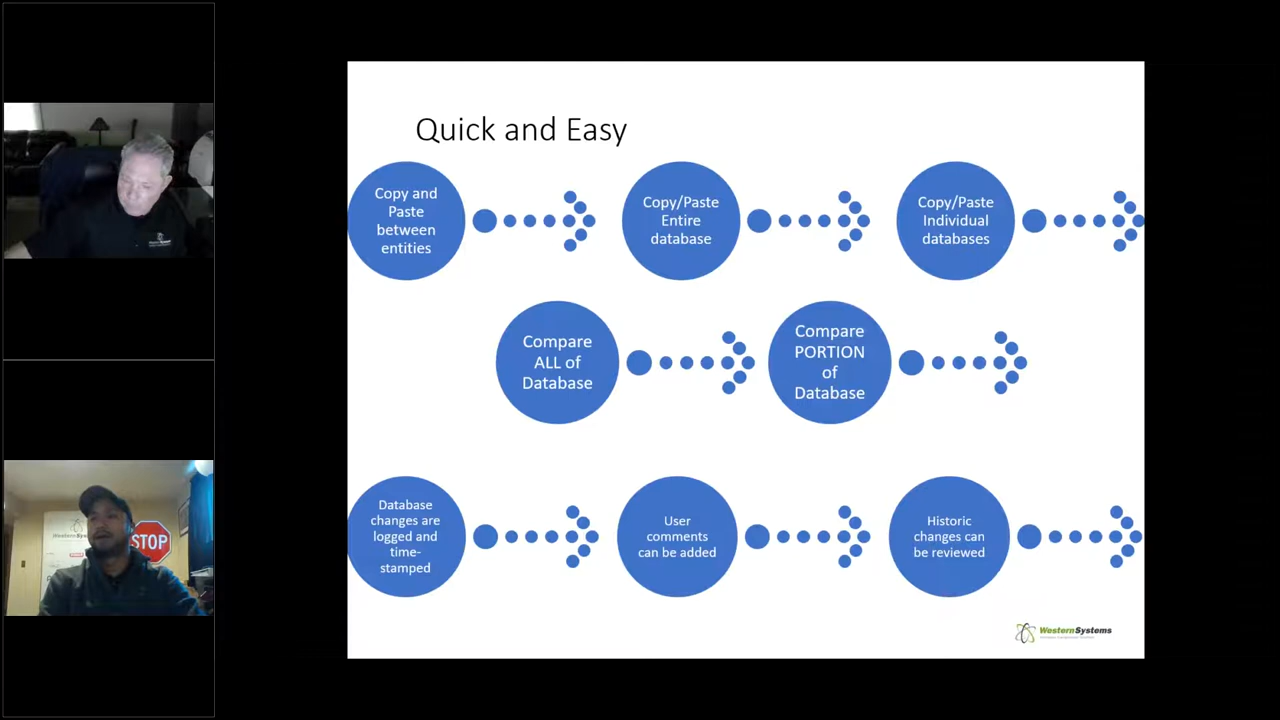 Quick and Easy
Copy and
Paste
between
entities
Copy/Paste
Entire
database
Copy/Paste
Individual
databases
Compare
ALL of
Database
Compare
PORTION
of
Database
Database
changes are
logged and
time-
stamped
User
comments
can be added
Historic
changes can
be reviewed
WesternSystems
STOP